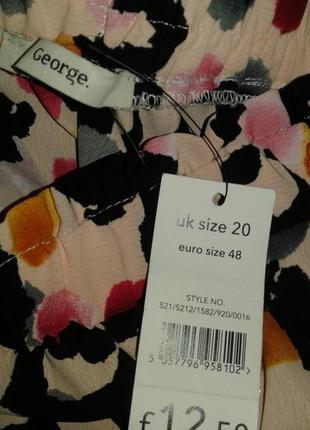 George.
uk size 20
euro size 48
STYLE NO.
521/5212/1582/920/0016
5 057796 958102 >
£12.50